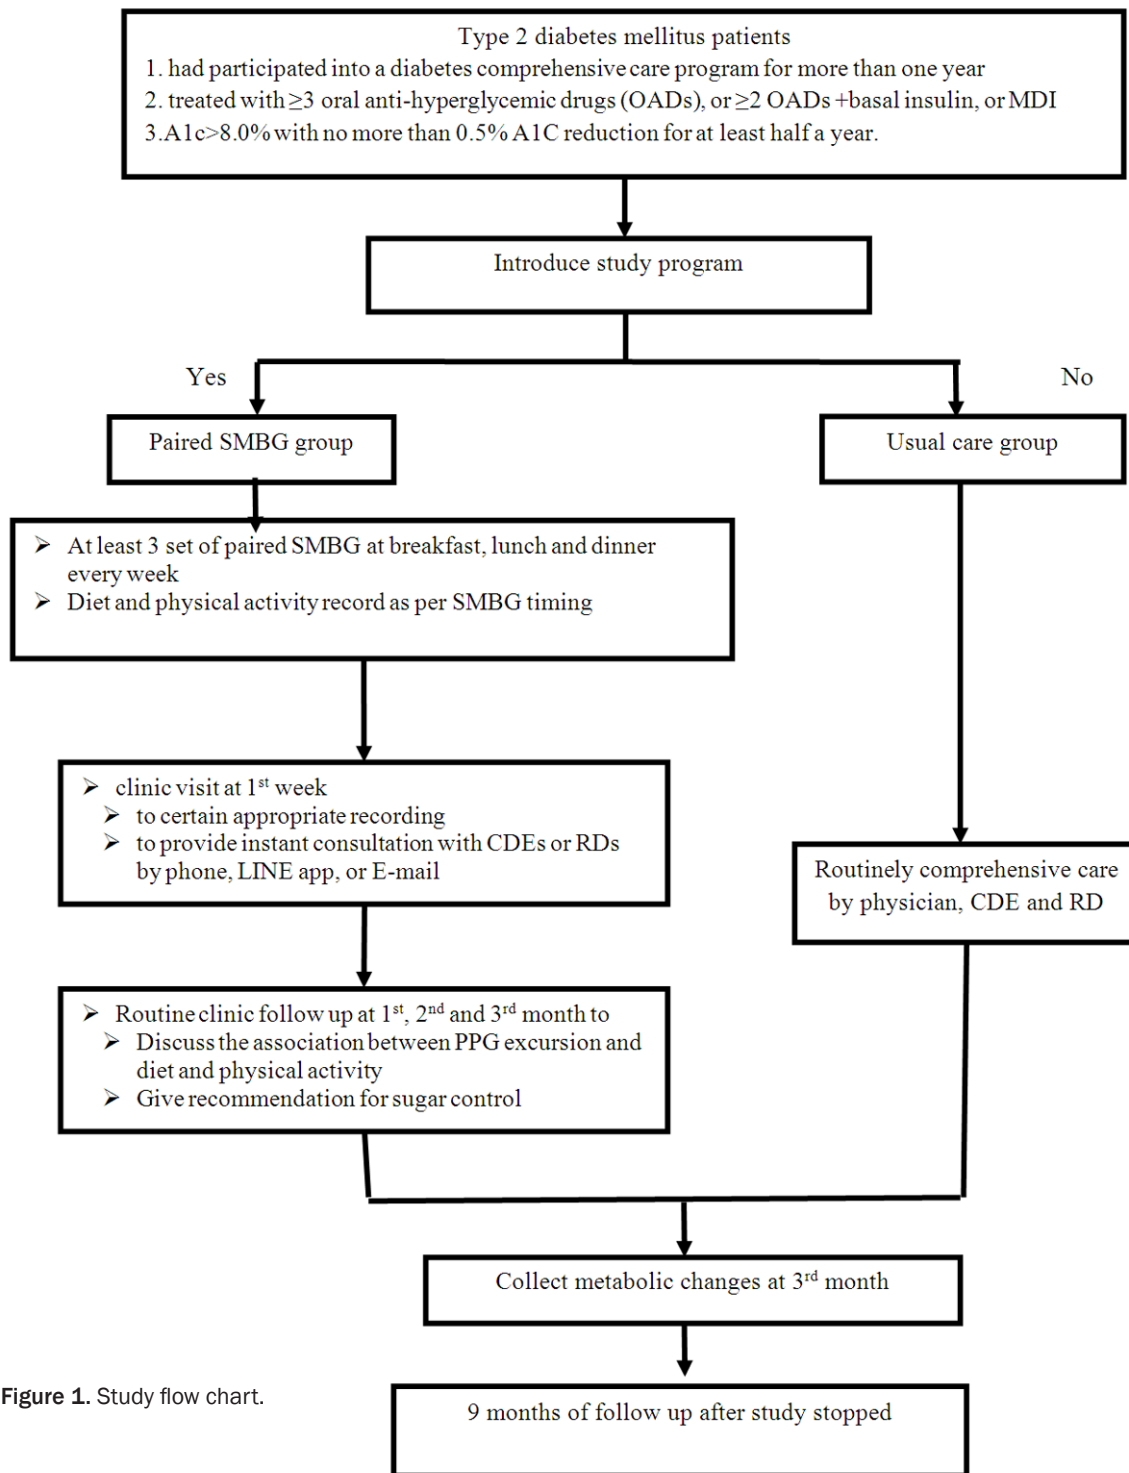 Type 2 diabetes mellitus patients
1. had participated into a diabetes comprehensive care program for more than one year
2. treated with ≥3 oral anti-hyperglycemic drugs (OADs), or ≥2 OADs +basal insulin, or MDI
3.A1c>8.0% with no more than 0.5% A1C reduction for at least half a year.
Introduce study program
Yes
No
Paired SMBG group
Usual care group
➢ At least 3 set of paired SMBG at breakfast, lunch and dinner
every week
➢ Diet and physical activity record as per SMBG timing
➢ clinic visit at 1st week
➢ to certain appropriate recording
➢ to provide instant consultation with CDEs or RDs
by phone, LINE app, or E-mail
Routinely comprehensive care
by physician, CDE and RD
➢ Routine clinic follow up at 1st, 2nd and 3rd month to
➢ Discuss the association between PPG excursion and
diet and physical activity
➢ Give recommendation for sugar control
Collect metabolic changes at 3rd month
9 months of follow up after study stopped
Figure 1. Study flow chart.